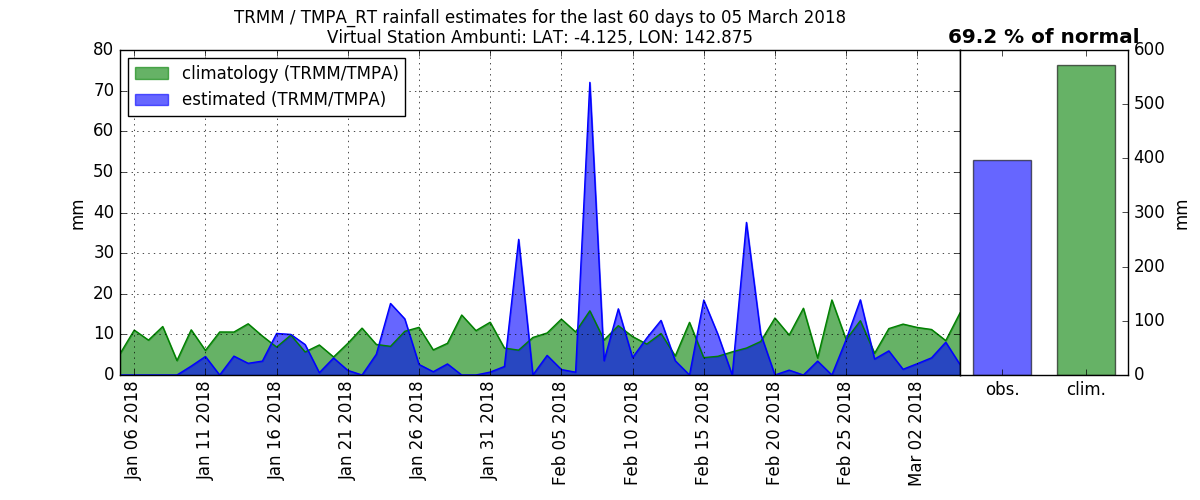 TRMM / TMPA_RT rainfall estimates for the last 60 days to 05 March 2018
Virtual Station Ambunti: LAT: -4.125, LON: 142.875
69.2 % of normal
climatology (TRMM/TMPA)
estimated (TRMM/TMPA)
mm
80
70
60
50
40
30
20
10
0
Jan 06 2018
Jan 11 2018
Jan 16 2018
Jan 21 2018
Jan 26 2018
Jan 31 2018
Feb 05 2018
Feb 10 2018
Feb 15 2018
Feb 20 2018
Feb 25 2018
Mar 02 2018
obs.
clim.
600
500
400
300
200
100
0
mm